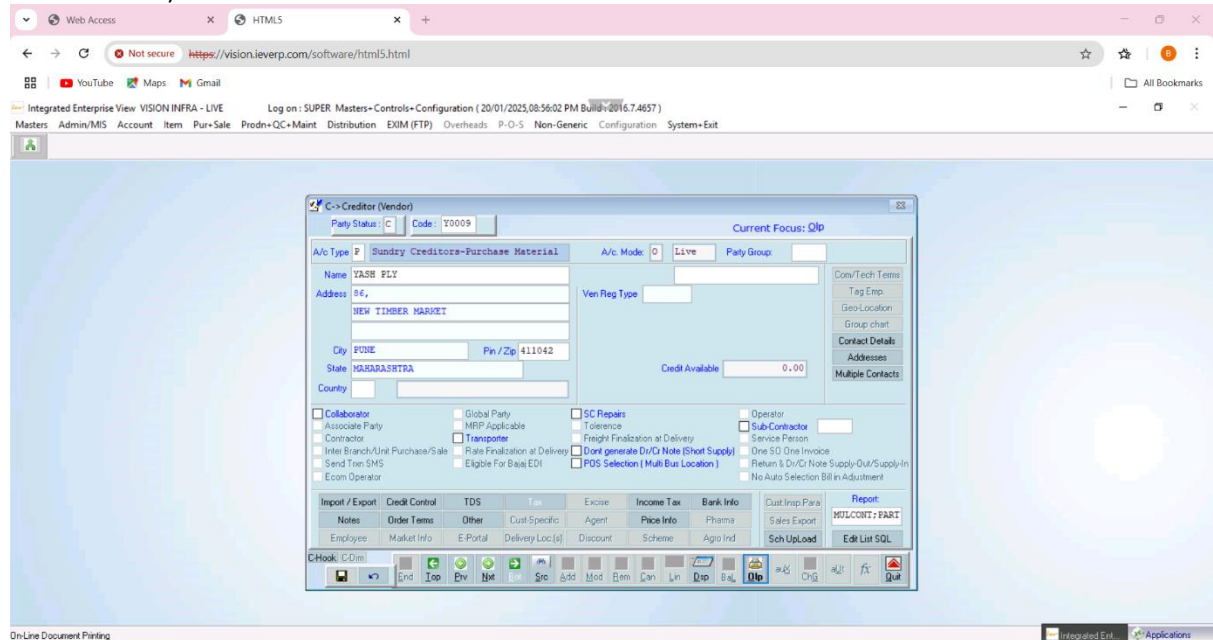 Web Access
HTML5
Not secure https://vision.ieverp.com/software/html5.html
B
YouTube Maps Gmail All Bookmarks
Integrated Enterprise View VISION INFRA - LIVE Log on : SUPER Masters+Controls+Configuration ( 20/01/2025,08:56:02 PM Build : 2016.7.4657 )
Masters Admin/MIS Account Item Pur+Sale Prodn+QC+Maint Distribution EXIM (FTP) Overheads P-O-S Non-Generic Configuration System+Exit
C->Creditor (Vendor)
Party Status : C Code : Y0009 Current Focus: Olp
A/c Type P Sundry Creditors-Purchase Material A/c. Mode: O Live Party Group:
Name YASH PLY Com/Tech Terms
Address 86, Ven Reg Type Tag Emp.
NEW TIMBER MARKET Geo-Location
Group chart
City PUNE Pin / Zip 411042 Contact Details
Addresses
State MAHARASHTRA Credit Available 0.00 Multiple Contacts
Country
Collaborator Global Party SC Repairs Operator
Associate Party MRP Applicable Tolerence Sub-Contractor
Contractor Transporter Freight Finalization at Delivery Service Person
Inter Branch/Unit Purchase/Sale Rate Finalization at Delivery Dont generate Dr/Cr Note (Short Supply) One SO One Invoice
Send Trxn SMS Eligible For Bajaj EDI POS Selection ( Multi Bus Location ) Return & Dr/Cr Note Supply-Out/Supply-In
Ecom Operator No Auto Selection Bill in Adjustment
Import / Export Credit Control TDS Tax Excise Income Tax Bank Info Cust.Insp.Para Report:
Notes Order Terms Other Cust-Specific Agent Price Info Pharma Sales Export MULCONT;PART
Employee Market Info E-Portal Delivery Loc.(s) Discount Scheme Agro Ind Sch UpLoad Edit List SQL
C-Hook C-Dim
End Top Prv Nxt Src Add Mod Rem Can Lin Dsp Bal Olp ChG fx Quit
On-Line Document Printing Integrated Ent... Applications